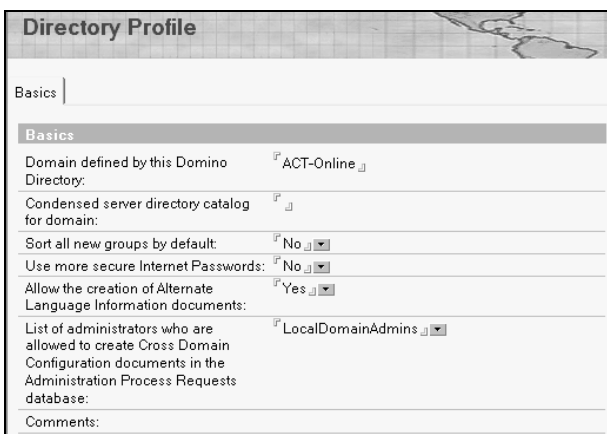 Directory Profile
Basics
Basics
Domain defined by this Domino
Directory:
ACT-Online
Condensed server directory catalog
for domain:
Sort all new groups by default:
No
Use more secure Internet Passwords:
No
Allow the creation of Alternate
Language Information documents:
Yes
List of administrators who are
allowed to create Cross Domain
Configuration documents in the
Administration Process Requests
database:
LocalDomainAdmins
Comments: